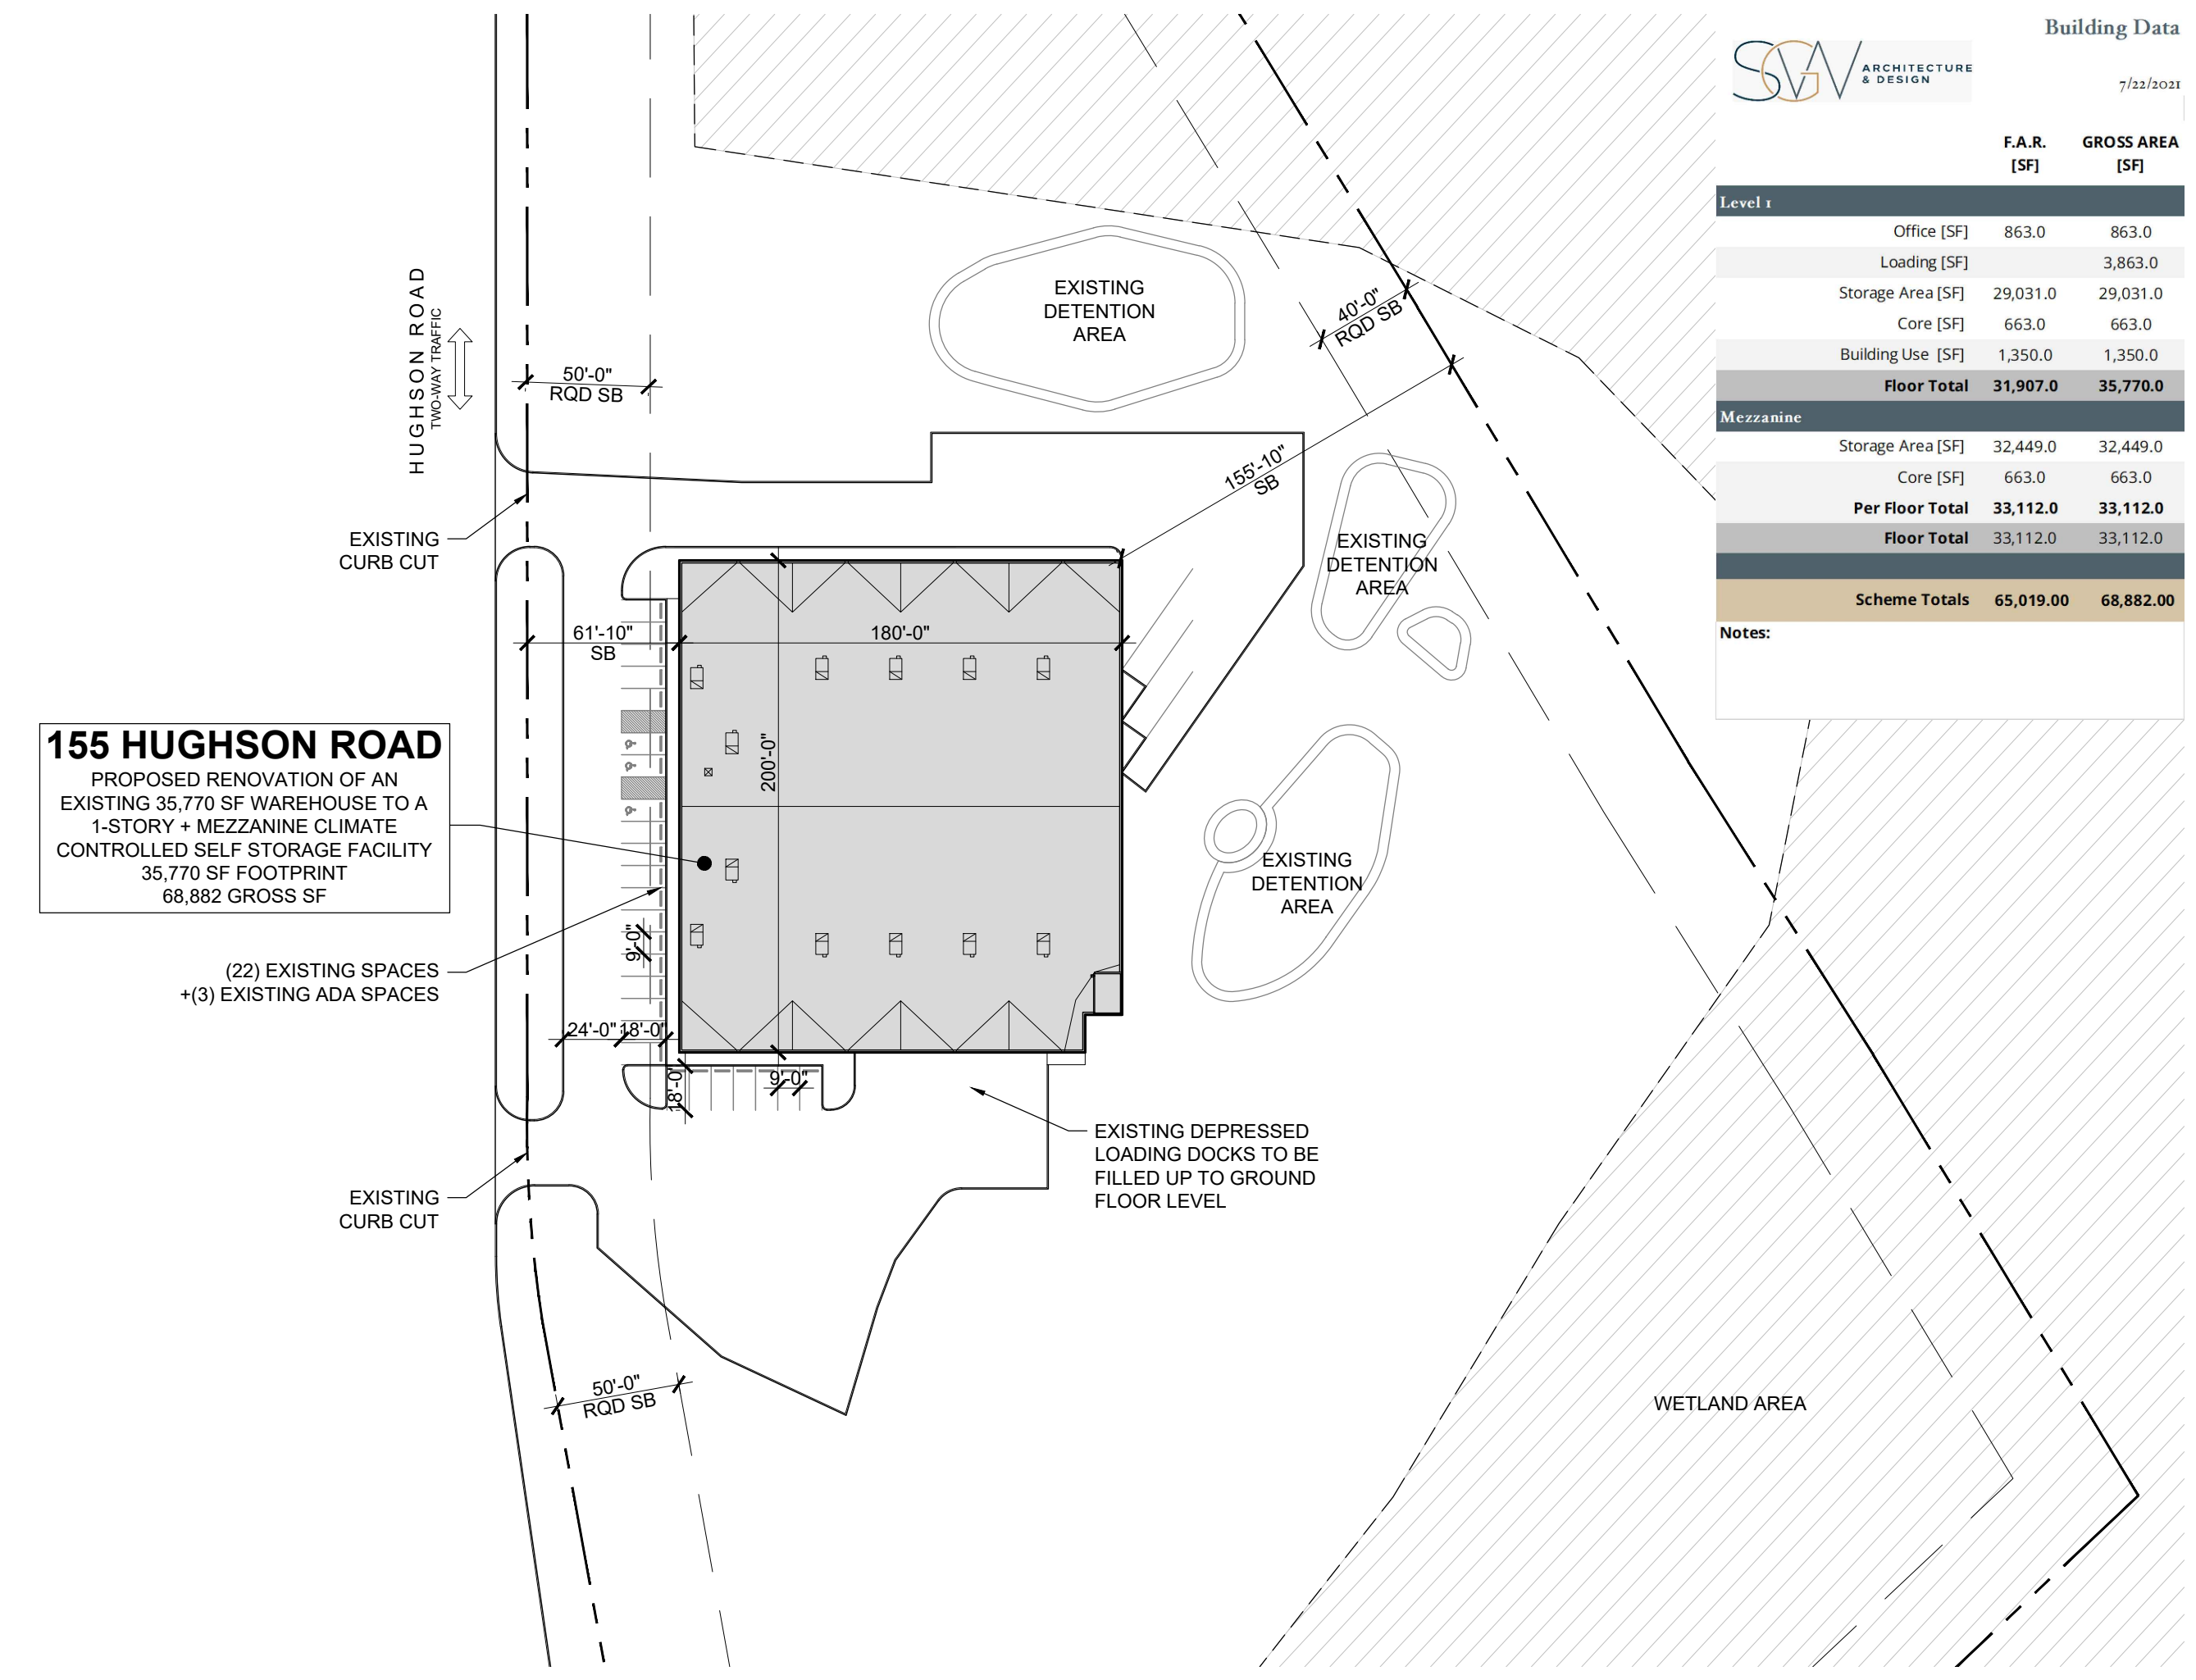 Building Data
SGW
ARCHITECTURE
& DESIGN
7/22/2021
F.A.R. GROSS AREA
[SF] [SF]
Level 1
Office [SF] 863.0 863.0
Loading [SF] 3,863.0
Storage Area [SF] 29,031.0 29,031.0
Core [SF] 663.0 663.0
Building Use [SF] 1,350.0 1,350.0
Floor Total 31,907.0 35,770.0
Mezzanine
Storage Area [SF] 32,449.0 32,449.0
Core [SF] 663.0 663.0
Per Floor Total 33,112.0 33,112.0
Floor Total 33,112.0 33,112.0
Scheme Totals 65,019.00 68,882.00
Notes:
HUGHSON ROAD
TWO-WAY TRAFFIC
50'-0"
RQD SB
EXISTING
DETENTION
AREA
40'-0"
RQD SB
155'-10"
SB
EXISTING
CURB CUT
EXISTING
DETENTION
AREA
61'-10"
SB
180'-0"
200'-0"
155 HUGHSON ROAD
PROPOSED RENOVATION OF AN
EXISTING 35,770 SF WAREHOUSE TO A
1-STORY + MEZZANINE CLIMATE
CONTROLLED SELF STORAGE FACILITY
35,770 SF FOOTPRINT
68,882 GROSS SF
EXISTING
DETENTION
AREA
9'-0"
(22) EXISTING SPACES
+(3) EXISTING ADA SPACES
24'-0"
18'-0"
18'-0"
9'-0"
EXISTING DEPRESSED
LOADING DOCKS TO BE
FILLED UP TO GROUND
FLOOR LEVEL
EXISTING
CURB CUT
50'-0"
RQD SB
WETLAND AREA